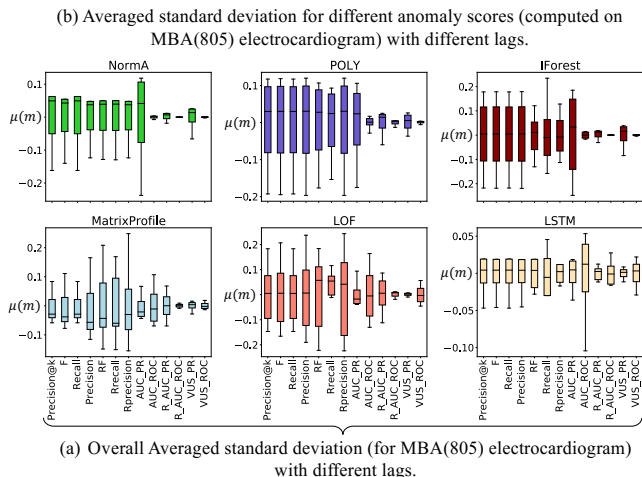 (b) Averaged standard deviation for different anomaly scores (computed on
MBA(805) electrocardiogram) with different lags.
NormA POLY IForest
0.1 0.1 0.2
μ(m) 0.0 μ(m) 0.0 μ(m) 0.1
−0.1 0.0
−0.1
−0.2 −0.2 −0.2
MatrixProfile LOF LSTM
0.2 0.2 0.05
0.1 0.1 μ(m) 0.00
μ(m) 0.0 μ(m) 0.0 −0.05
−0.1 −0.1
−0.2 −0.10
Precision@k Precision@k Precision@k
F F F
Recall Recall Recall
Precision Precision Precision
RF RF RF
Rrecall Rrecall Rrecall
Rprecision Rprecision Rprecision
AUC_PR AUC_PR AUC_PR
AUC_ROC AUC_ROC AUC_ROC
R_AUC_PR R_AUC_PR R_AUC_PR
R_AUC_ROC R_AUC_ROC R_AUC_ROC
VUS_PR VUS_PR VUS_PR
VUS_ROC VUS_ROC VUS_ROC
(a) Overall Averaged standard deviation (for MBA(805) electrocardiogram)
with different lags.